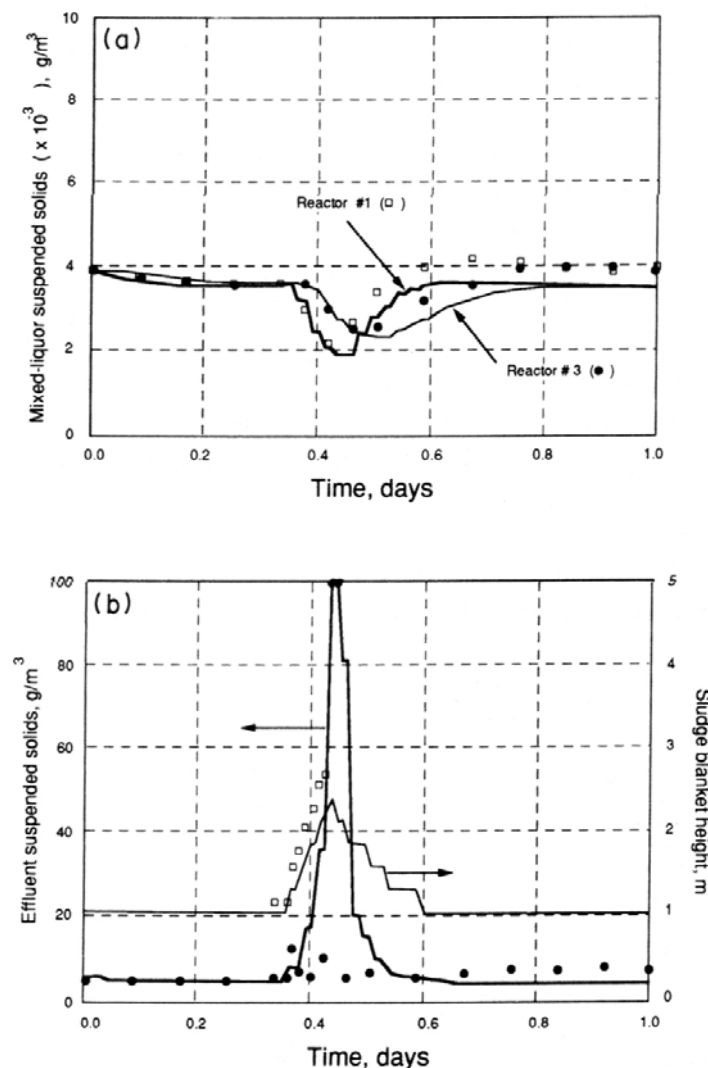 (a)
Mixed-liquor suspended solids ( x 10⁻³ ), g/m³
10
8
6
4
2
0
Reactor #1 (□)
Reactor # 3 (●)
0.0 0.2 0.4 0.6 0.8 1.0
Time, days
(b)
Effluent suspended solids, g/m³
100
80
60
40
20
0
5
4
3
2
1
0
Sludge blanket height, m
0.0 0.2 0.4 0.6 0.8 1.0
Time, days